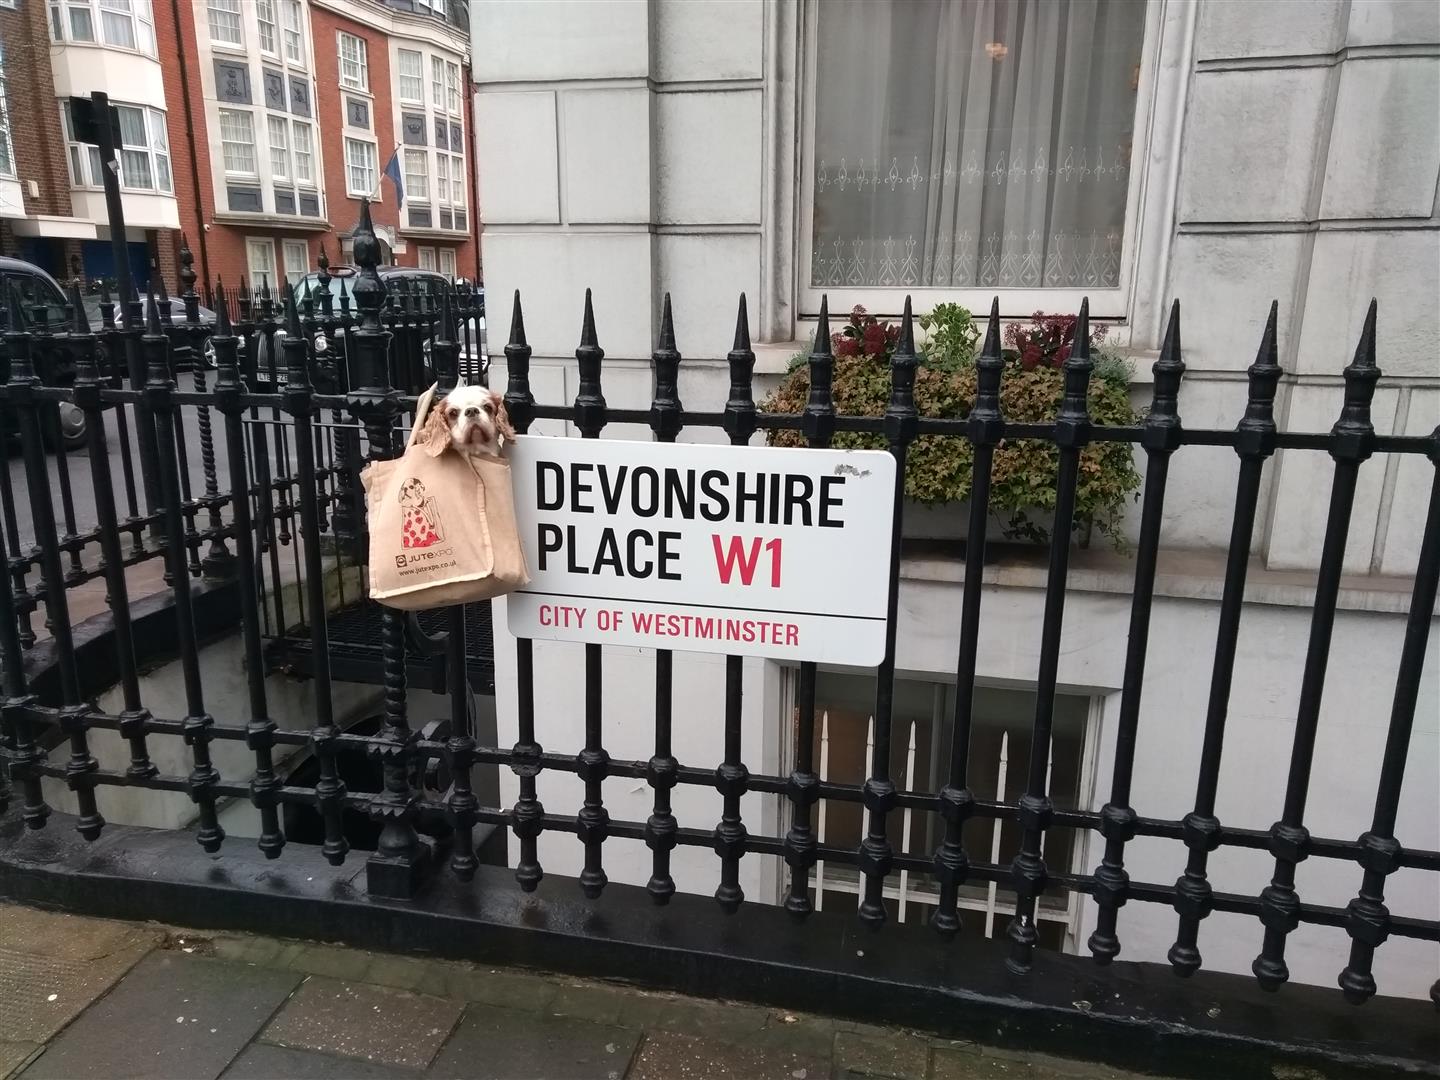 DEVONSHIRE
PLACE W1
CITY OF WESTMINSTER
JUTEXPO
www.jutexpo.co.uk